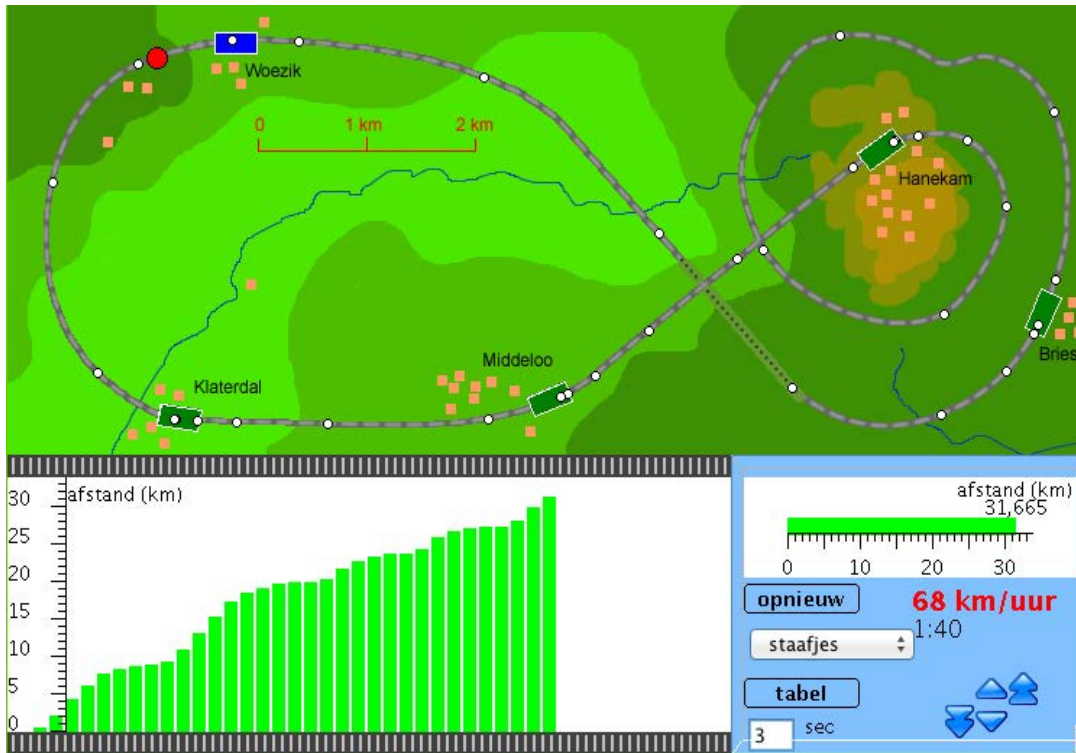 Woezik
0 1 km 2 km
Hanekam
Middeloo
Bries
Klaterdal
afstand (km)
30
25
20
15
10
5
0
afstand (km)
31,665
0 10 20 30
opnieuw
68 km/uur
1:40
staafjes
tabel
3 sec